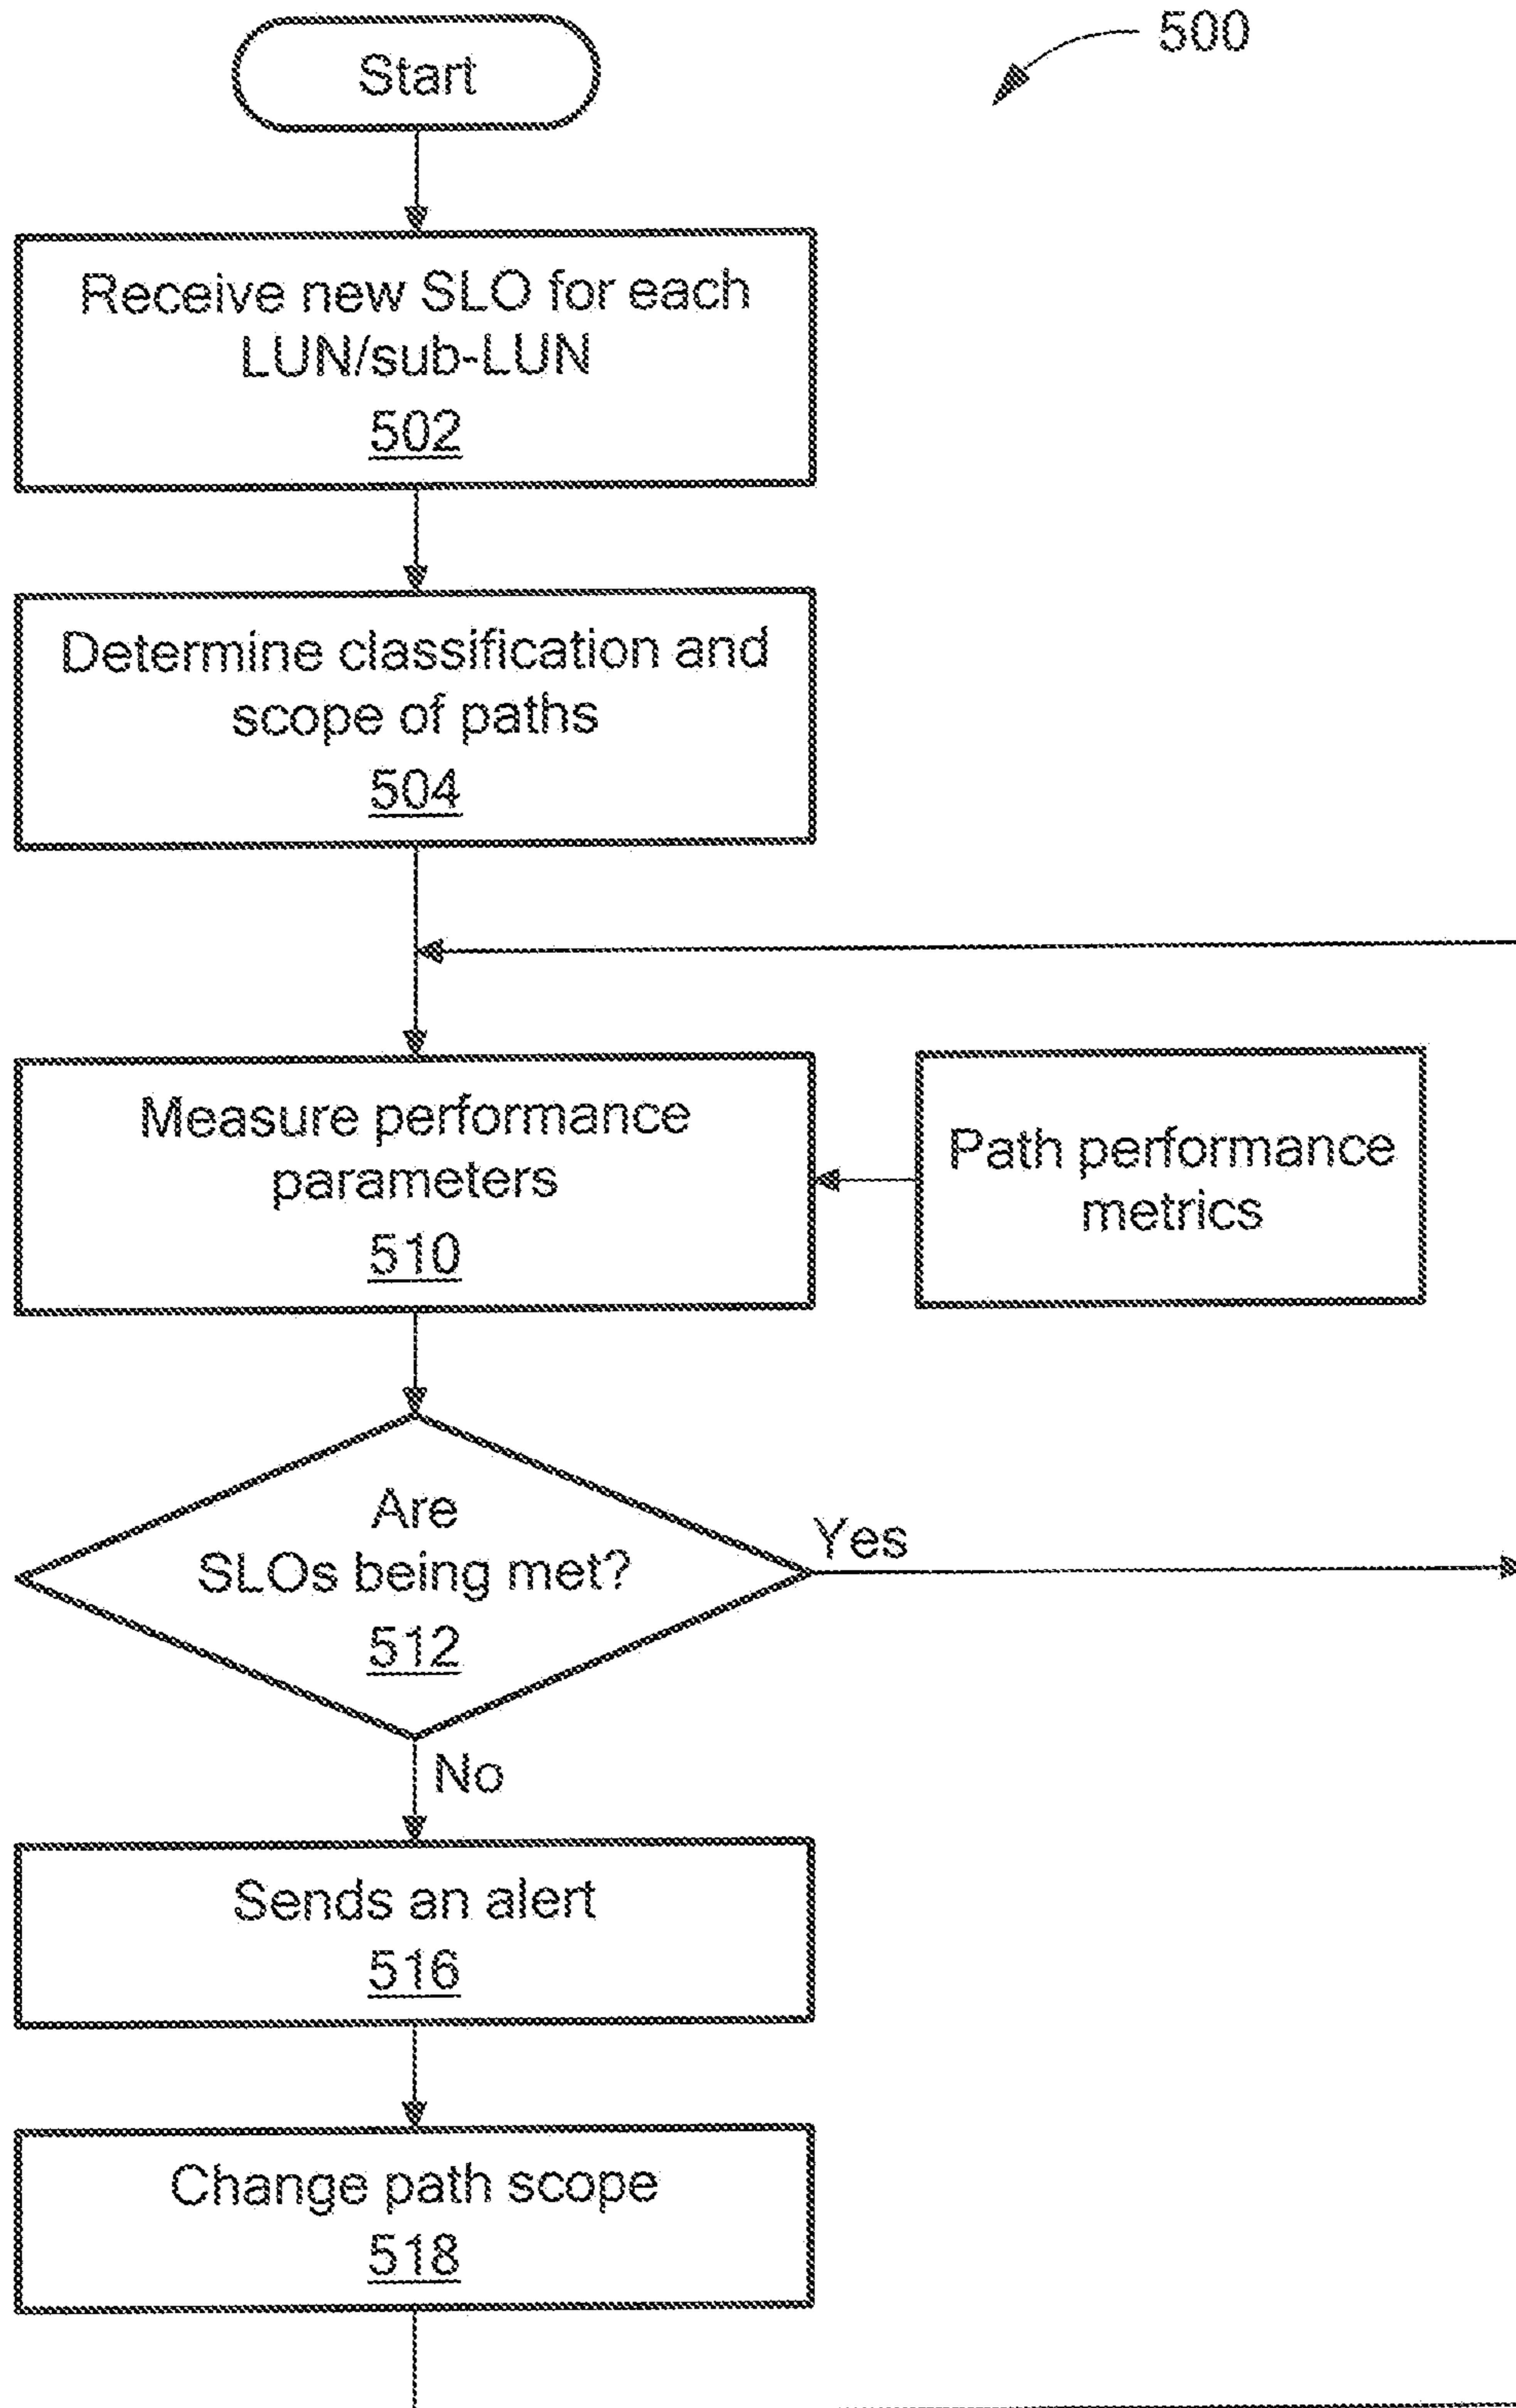 500
Start
Receive new SLO for each
LUN/sub-LUN
502
Determine classification and
scope of paths
504
Measure performance
parameters
510
Path performance
metrics
Are
SLOs being met?
512
Yes
No
Sends an alert
516
Change path scope
518